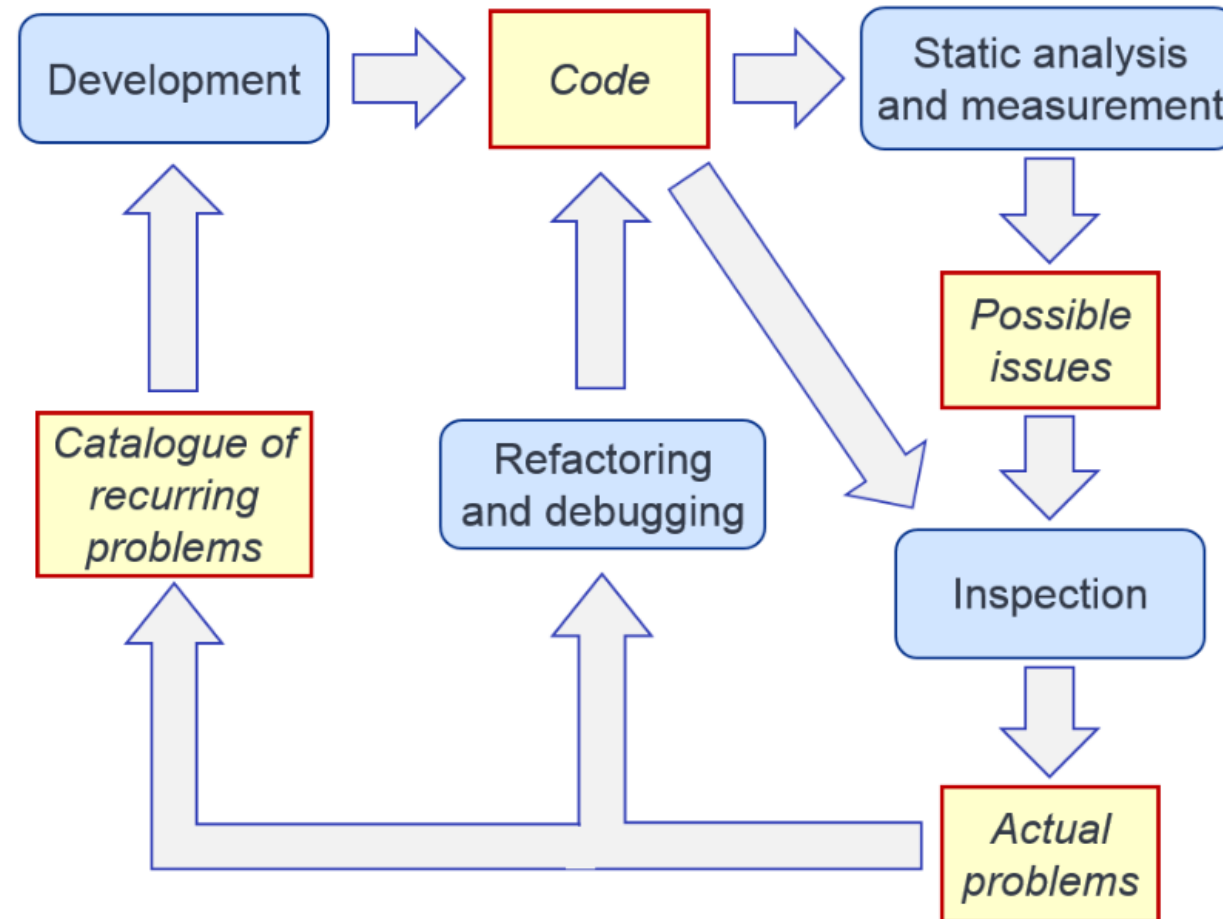 Development
Code
Static analysis
and measurement
Possible
issues
Catalogue of
recurring
problems
Refactoring
and debugging
Inspection
Actual
problems